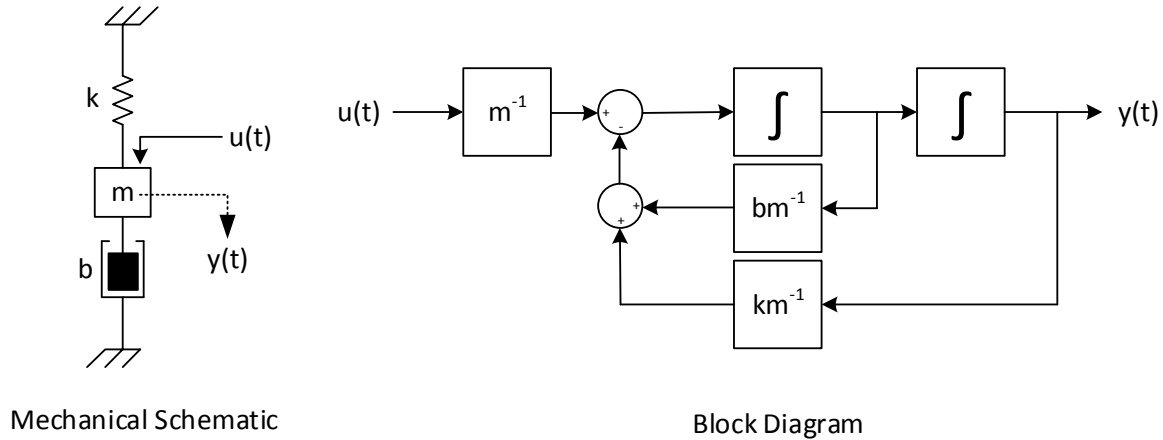 k
u(t)
m
b
y(t)
Mechanical Schematic
u(t)
m⁻¹
+
-
∫
∫
y(t)
+
+
bm⁻¹
km⁻¹
Block Diagram